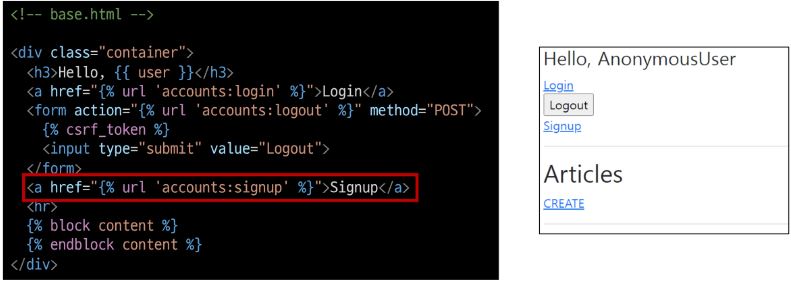 <!-- base.html -->
<div class="container">
<h3>Hello, {{ user }}</h3>
<a href="{% url 'accounts:login' %}">Login</a>
<form action="{% url 'accounts:logout' %}" method="POST">
{% csrf_token %}
<input type="submit" value="Logout">
</form>
<a href="{% url 'accounts:signup' %}">Signup</a>
<hr>
{% block content %}
{% endblock content %}
</div>
Hello, AnonymousUser
Login
Logout
Signup
Articles
CREATE